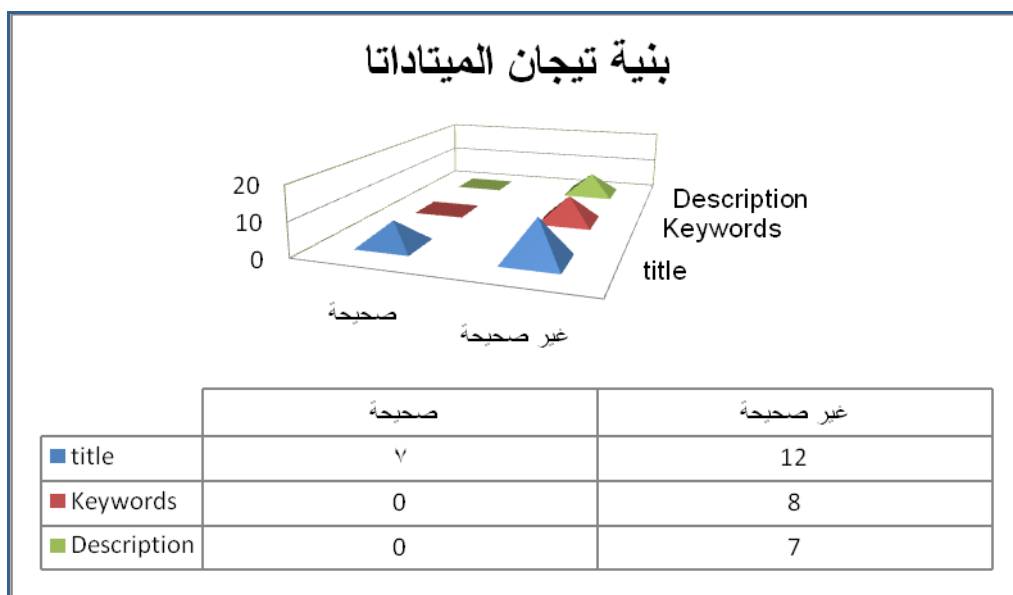 بنية تيجان الميتاداتا
20
10
0
Description
Keywords
title
صحيحة
غير صحيحة
صحيحة غير صحيحة
title ٧ 12
Keywords 0 8
Description 0 7